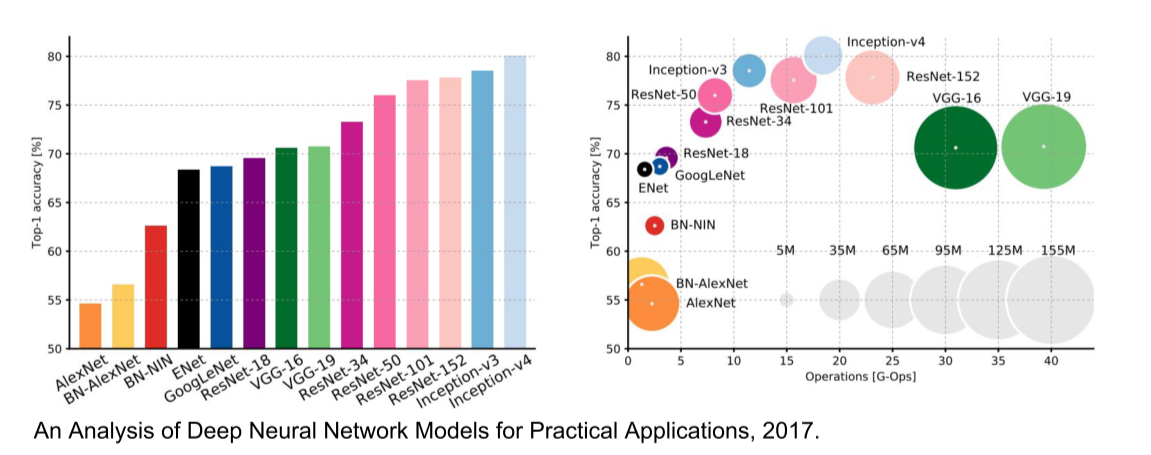 Top-1 accuracy [%]
80
75
70
65
60
55
50
AlexNet
BN-AlexNet
BN-NIN
ENet
GoogLeNet
ResNet-18
VGG-16
VGG-19
ResNet-34
ResNet-50
ResNet-101
ResNet-152
Inception-v3
Inception-v4
Top-1 accuracy [%]
80
75
70
65
60
55
50
Inception-v4
Inception-v3
ResNet-152
ResNet-50
VGG-16
VGG-19
ResNet-101
ResNet-34
ResNet-18
GoogLeNet
ENet
BN-NIN
5M 35M 65M 95M 125M 155M
BN-AlexNet
AlexNet
0 5 10 15 20 25 30 35 40
Operations [G-Ops]
An Analysis of Deep Neural Network Models for Practical Applications, 2017.